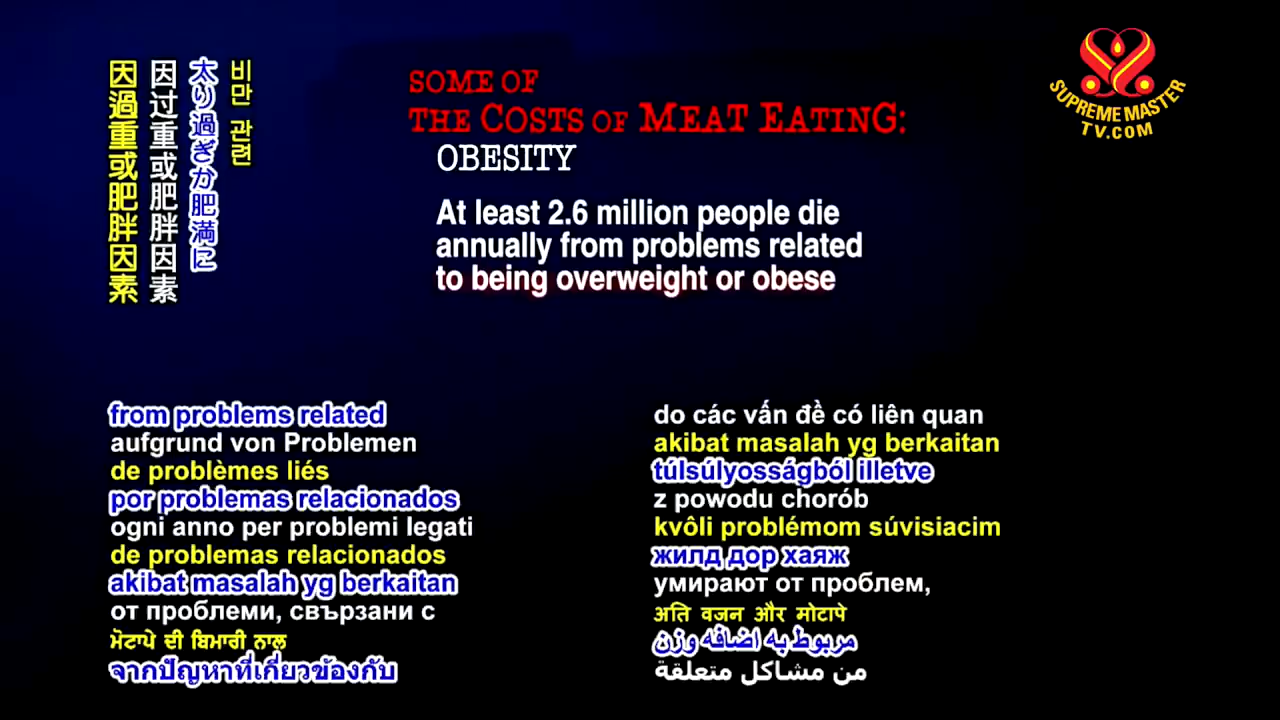 因過重或肥胖因素
因过重或肥胖因素
太り過ぎか肥満に
비만 관련
SOME OF
THE COSTS OF MEAT EATING:
OBESITY
At least 2.6 million people die
annually from problems related
to being overweight or obese
SUPREME MASTER
TV.COM
from problems related
aufgrund von Problemen
de problèmes liés
por problemas relacionados
ogni anno per problemi legati
de problemas relacionados
akibat masalah yg berkaitan
от проблеми, свързани с
ਮੋਟਾਪੇ ਦੀ ਬਿਮਾਰੀ ਨਾਲ
จากปัญหาที่เกี่ยวข้องกับ
do các vấn đề có liên quan
akibat masalah yg berkaitan
túlsúlyosságból illetve
z powodu chorób
kvôli problémom súvisiacim
жилд дор хаяж
умирают от проблем,
अति वजन और मोटापे
مربوط به اضافه وزن
من مشاكل متعلقة